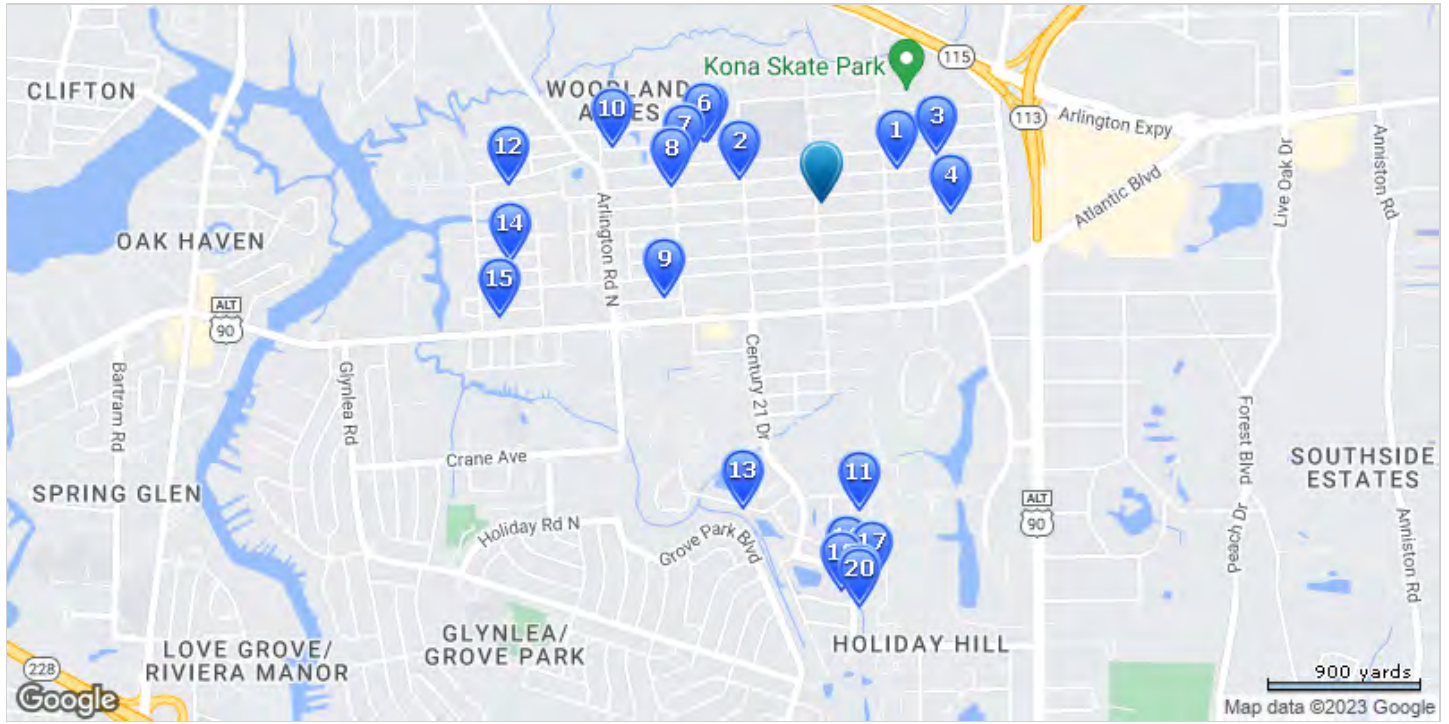 CLIFTON
WOODLAND
ACRES
Kona Skate Park
115
113
Arlington Expy
Atlantic Blvd
Live Oak Dr
Anniston Rd
10
6
7
8
2
1
3
4
12
14
15
9
OAK HAVEN
Arlington Rd N
ALT
90
Bartram Rd
Glynlea Rd
Century 21 Dr
Crane Ave
Forest Blvd
SOUTHSIDE
ESTATES
SPRING GLEN
13
11
ALT
90
Holiday Rd N
Grove Park Blvd
17
20
Peach Dr
Anniston Rd
GLYNLEA/
GROVE PARK
HOLIDAY HILL
LOVE GROVE/
RIVIERA MANOR
228
900 yards
Google
Map data ©2023 Google